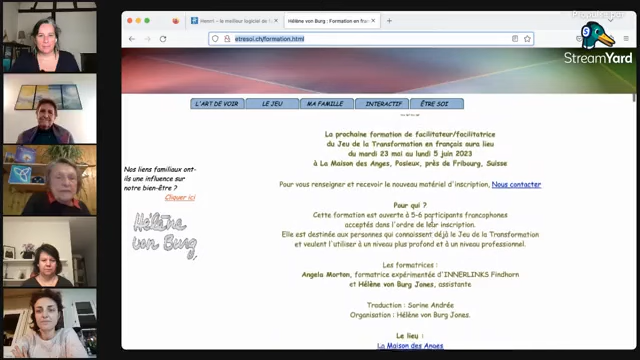 Propulsé par
StreamYard
Hélène von Burg : Formation en fran
etresoi.ch/formation.html
L'ART DE VOIR
LE JEU
MA FAMILLE
INTERACTIF
ÊTRE SOI
La prochaine formation de facilitateur/facilitatrice
du Jeu de la Transformation en français aura lieu
du mardi 23 mai au lundi 5 juin 2023
à La Maison des Anges, Posieux, près de Fribourg, Suisse
Pour vous renseigner et recevoir le nouveau matériel d'inscription, Nous contacter
Nos liens familiaux ont-
ils une influence sur
notre bien-être ?
Cliquer ici
Hélène
von Burg
Pour qui ?
Cette formation est ouverte à 5-6 participants francophones
acceptés dans l'ordre de leur inscription.
Elle est destinée aux personnes qui connaissent déjà le Jeu de la Transformation
et veulent l'utiliser à un niveau plus profond et à un niveau professionnel.
Les formatrices :
Angela Morton, formatrice expérimentée d'INNERLINKS Findhorn
et Hélène von Burg Jones, assistante
Traduction : Sorine Andrée
Organisation : Hélène von Burg Jones.
Le lieu :
La Maison des Anges